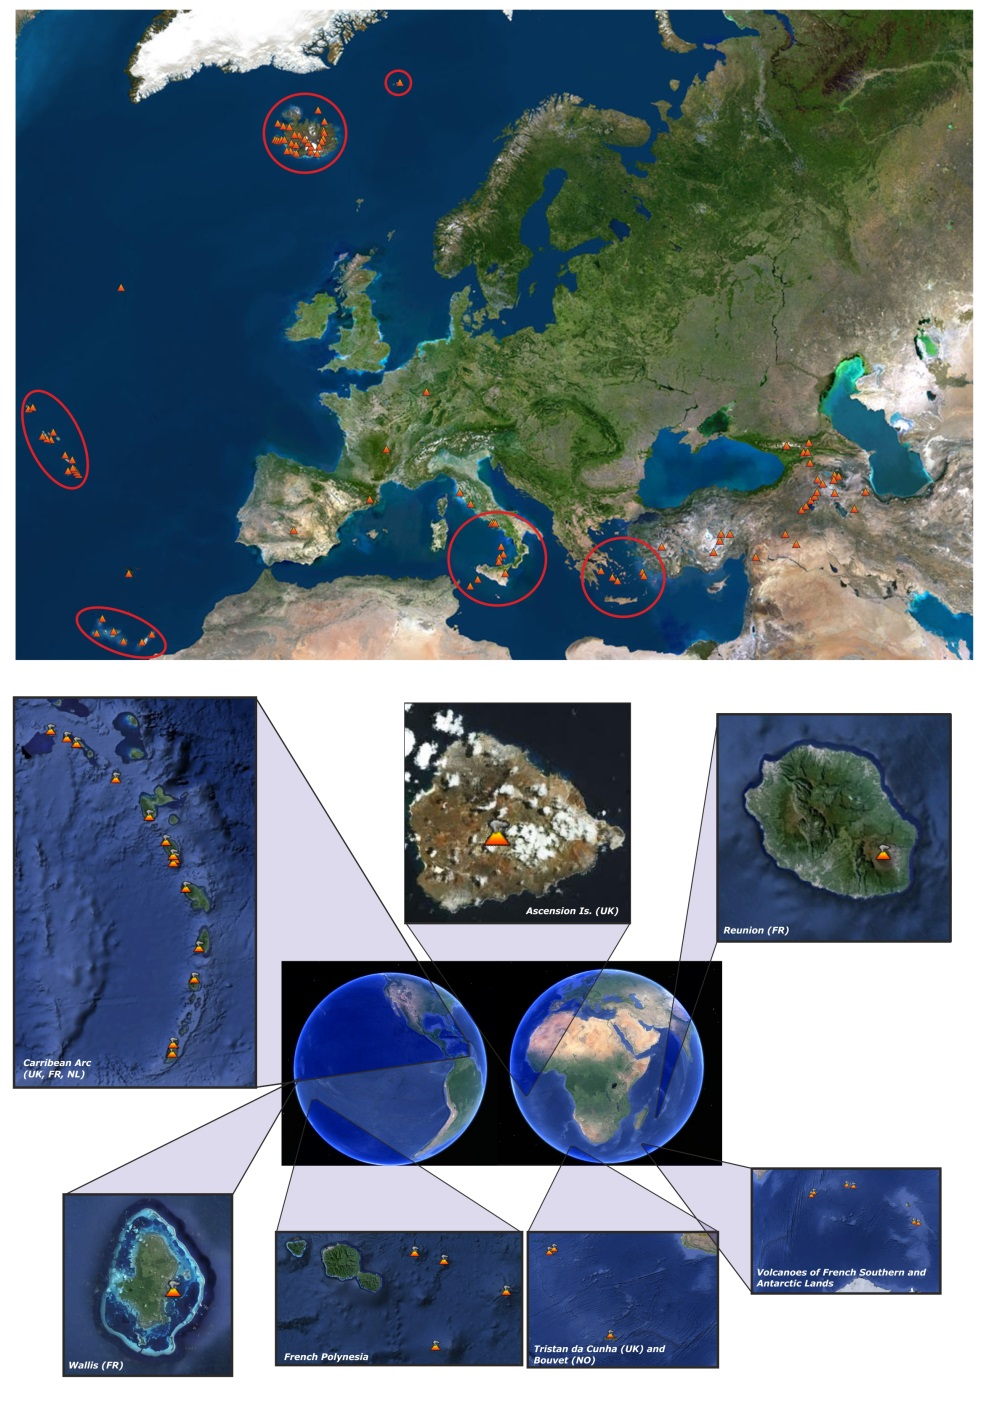 Carribean Arc
(UK, FR, NL)
Ascension Is. (UK)
Reunion (FR)
Wallis (FR)
French Polynesia
Tristan da Cunha (UK) and
Bouvet (NO)
Volcanoes of French Southern and
Antarctic Lands